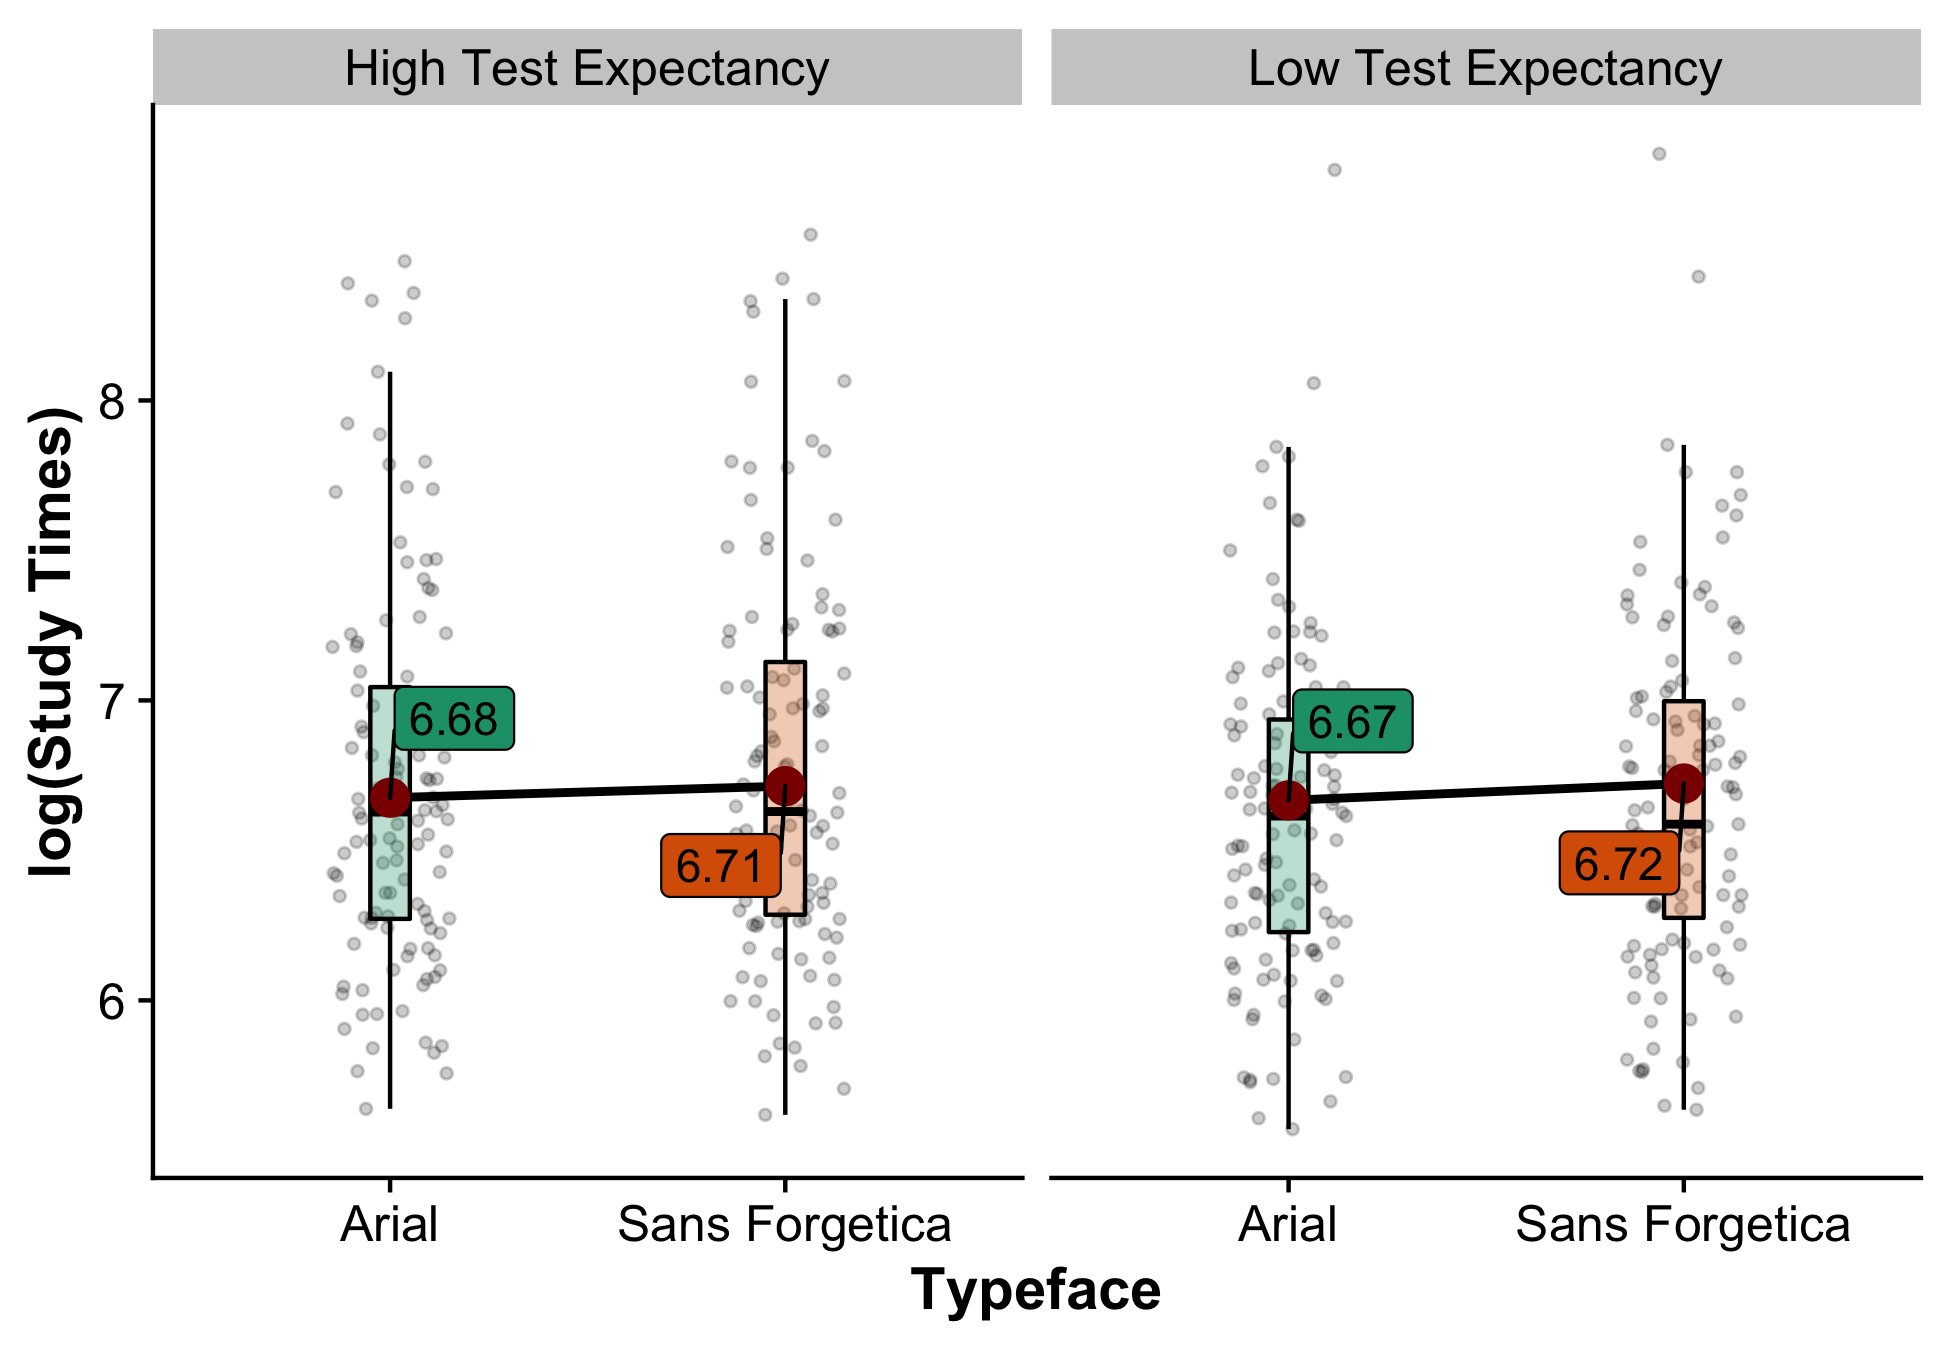 High Test Expectancy
Low Test Expectancy
log(Study Times)
8
7
6
6.68
6.71
6.67
6.72
Arial
Sans Forgetica
Arial
Sans Forgetica
Typeface